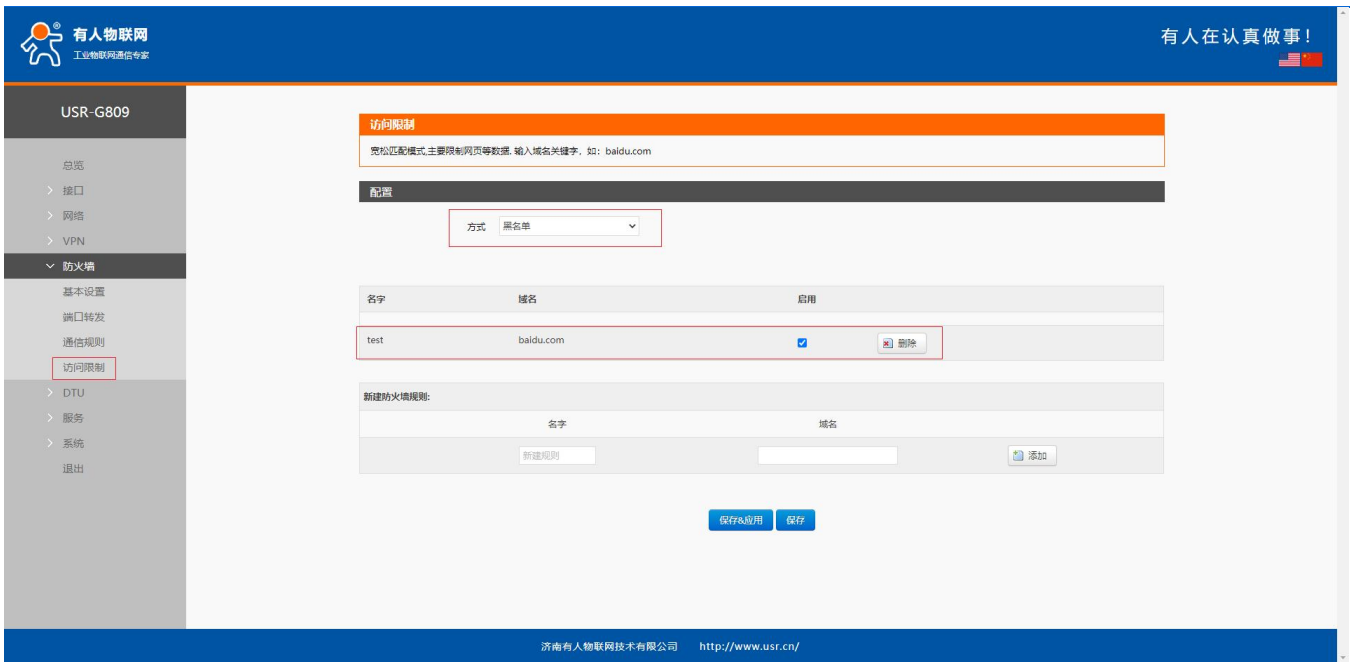 有人物联网
工业物联网通信专家
有人在认真做事!
USR-G809
总览
接口
网络
VPN
防火墙
基本设置
端口转发
通信规则
访问限制
DTU
服务
系统
退出
访问限制
宽松匹配模式,主要限制网页等数据. 输入域名关键字, 如: baidu.com
配置
方式 黑名单
名字 域名 启用
test baidu.com 删除
新建防火墙规则:
名字 域名
新建规则 添加
保存&应用 保存
济南有人物联网技术有限公司 http://www.usr.cn/